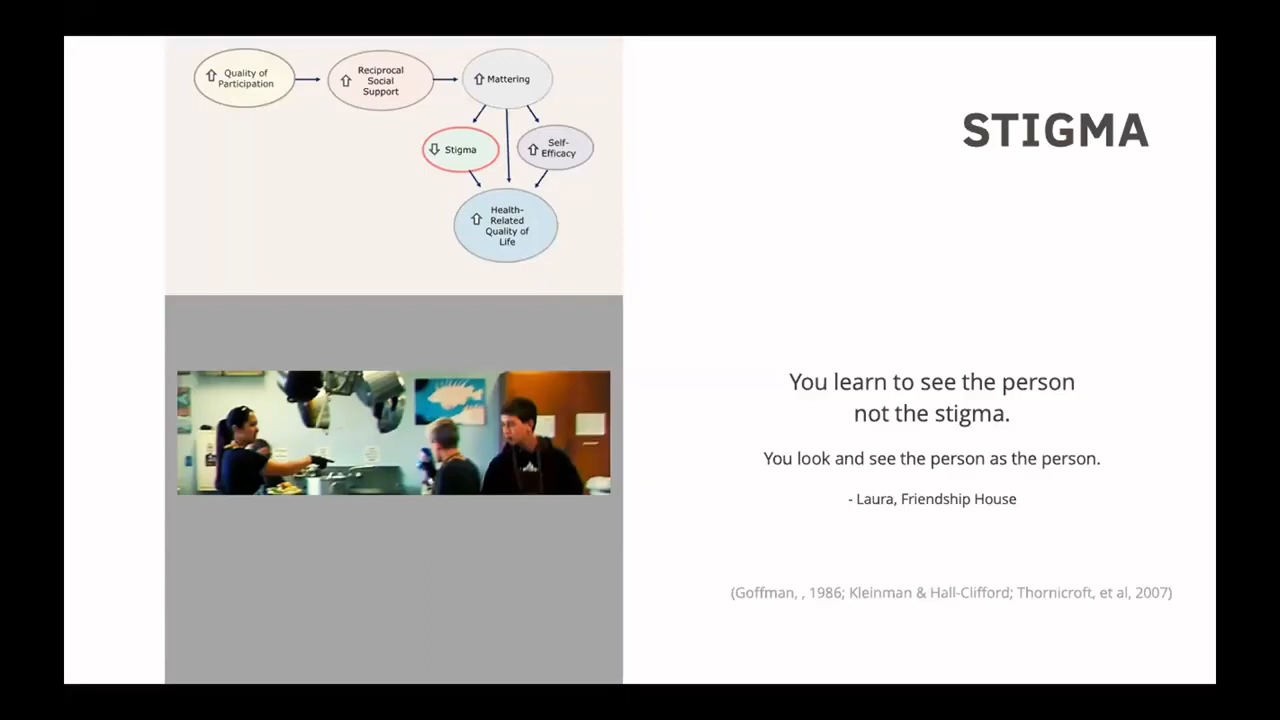 Quality of
Participation
Reciprocal
Social
Support
Mattering
Stigma
Self-
Efficacy
Health-
Related
Quality of
Life
STIGMA
You learn to see the person
not the stigma.
You look and see the person as the person.
- Laura, Friendship House
(Goffman, , 1986; Kleinman & Hall-Clifford; Thornicroft, et al, 2007)